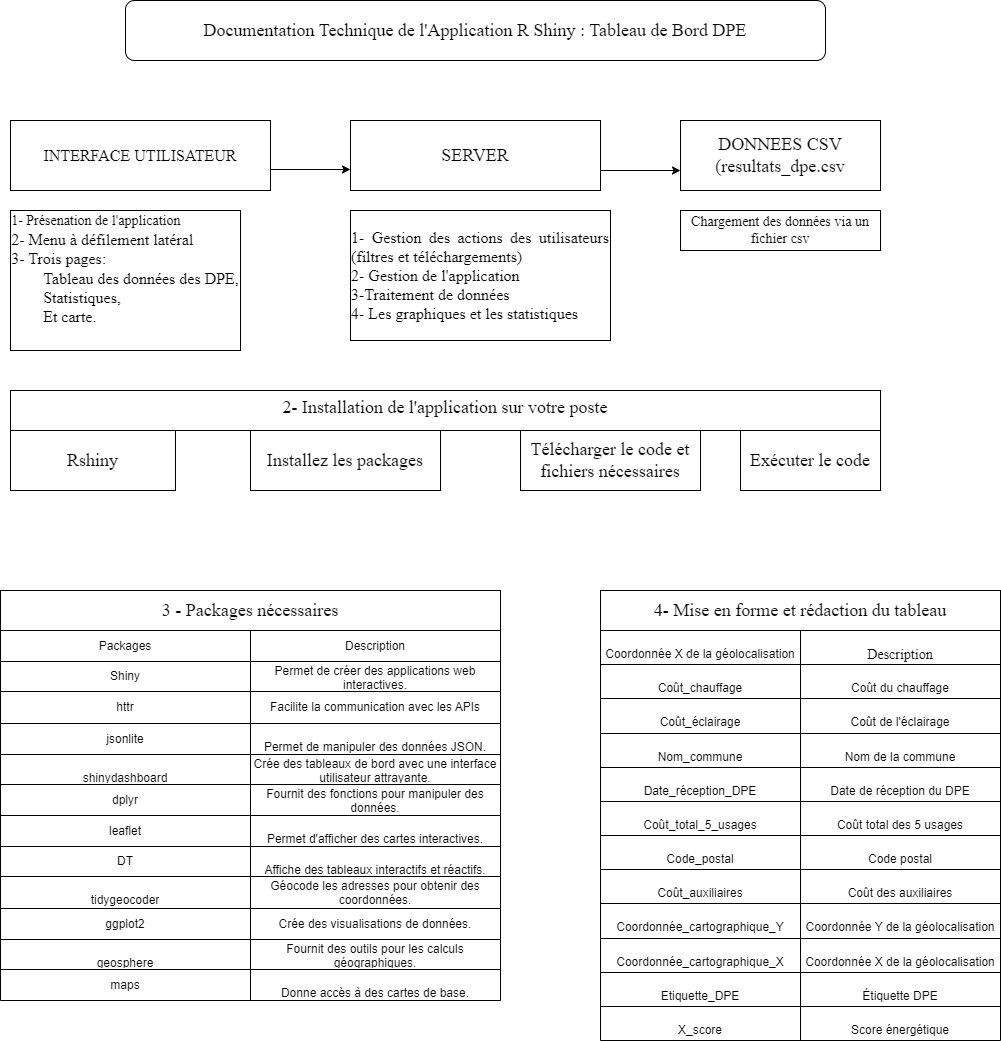 Documentation Technique de l'Application R Shiny : Tableau de Bord DPE
INTERFACE UTILISATEUR
SERVER
DONNEES CSV
(resultats_dpe.csv
1- Présenation de l'application
2- Menu à défilement latéral
3- Trois pages:
Tableau des données des DPE,
Statistiques,
Et carte.
1- Gestion des actions des utilisateurs
(filtres et téléchargements)
2- Gestion de l'application
3-Traitement de données
4- Les graphiques et les statistiques
Chargement des données via un
fichier csv
2- Installation de l'application sur votre poste
Rshiny
Installez les packages
Télécharger le code et
fichiers nécessaires
Exécuter le code
3 - Packages nécessaires
Packages
Description
Shiny
Permet de créer des applications web
interactives.
httr
Facilite la communication avec les APIs
jsonlite
Permet de manipuler des données JSON.
shinydashboard
Crée des tableaux de bord avec une interface
utilisateur attrayante.
dplyr
Fournit des fonctions pour manipuler des
données.
leaflet
Permet d'afficher des cartes interactives.
DT
Affiche des tableaux interactifs et réactifs.
tidygeocoder
Géocode les adresses pour obtenir des
coordonnées.
ggplot2
Crée des visualisations de données.
geosphere
Fournit des outils pour les calculs
géographiques.
maps
Donne accès à des cartes de base.
4- Mise en forme et rédaction du tableau
Coordonnée X de la géolocalisation
Description
Coût_chauffage
Coût du chauffage
Coût_éclairage
Coût de l'éclairage
Nom_commune
Nom de la commune
Date_réception_DPE
Date de réception du DPE
Coût_total_5_usages
Coût total des 5 usages
Code_postal
Code postal
Coût_auxiliaires
Coût des auxiliaires
Coordonnée_cartographique_Y
Coordonnée Y de la géolocalisation
Coordonnée_cartographique_X
Coordonnée X de la géolocalisation
Etiquette_DPE
Étiquette DPE
X_score
Score énergétique